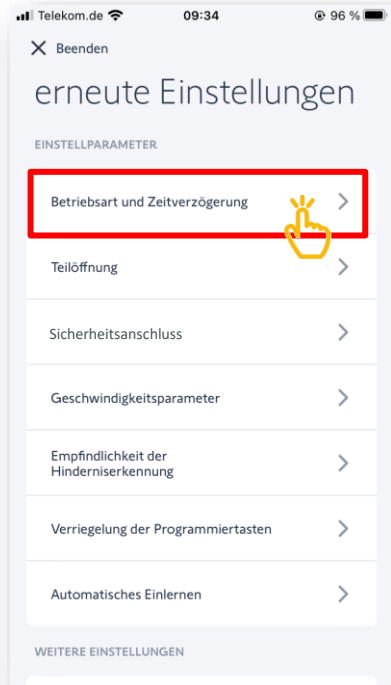 Telekom.de 09:34 96 %
Beenden
erneute Einstellungen
EINSTELLPARAMETER
Betriebsart und Zeitverzögerung
Teilöffnung
Sicherheitsanschluss
Geschwindigkeitsparameter
Empfindlichkeit der
Hinderniserkennung
Verriegelung der Programmiertasten
Automatisches Einlernen
WEITERE EINSTELLUNGEN